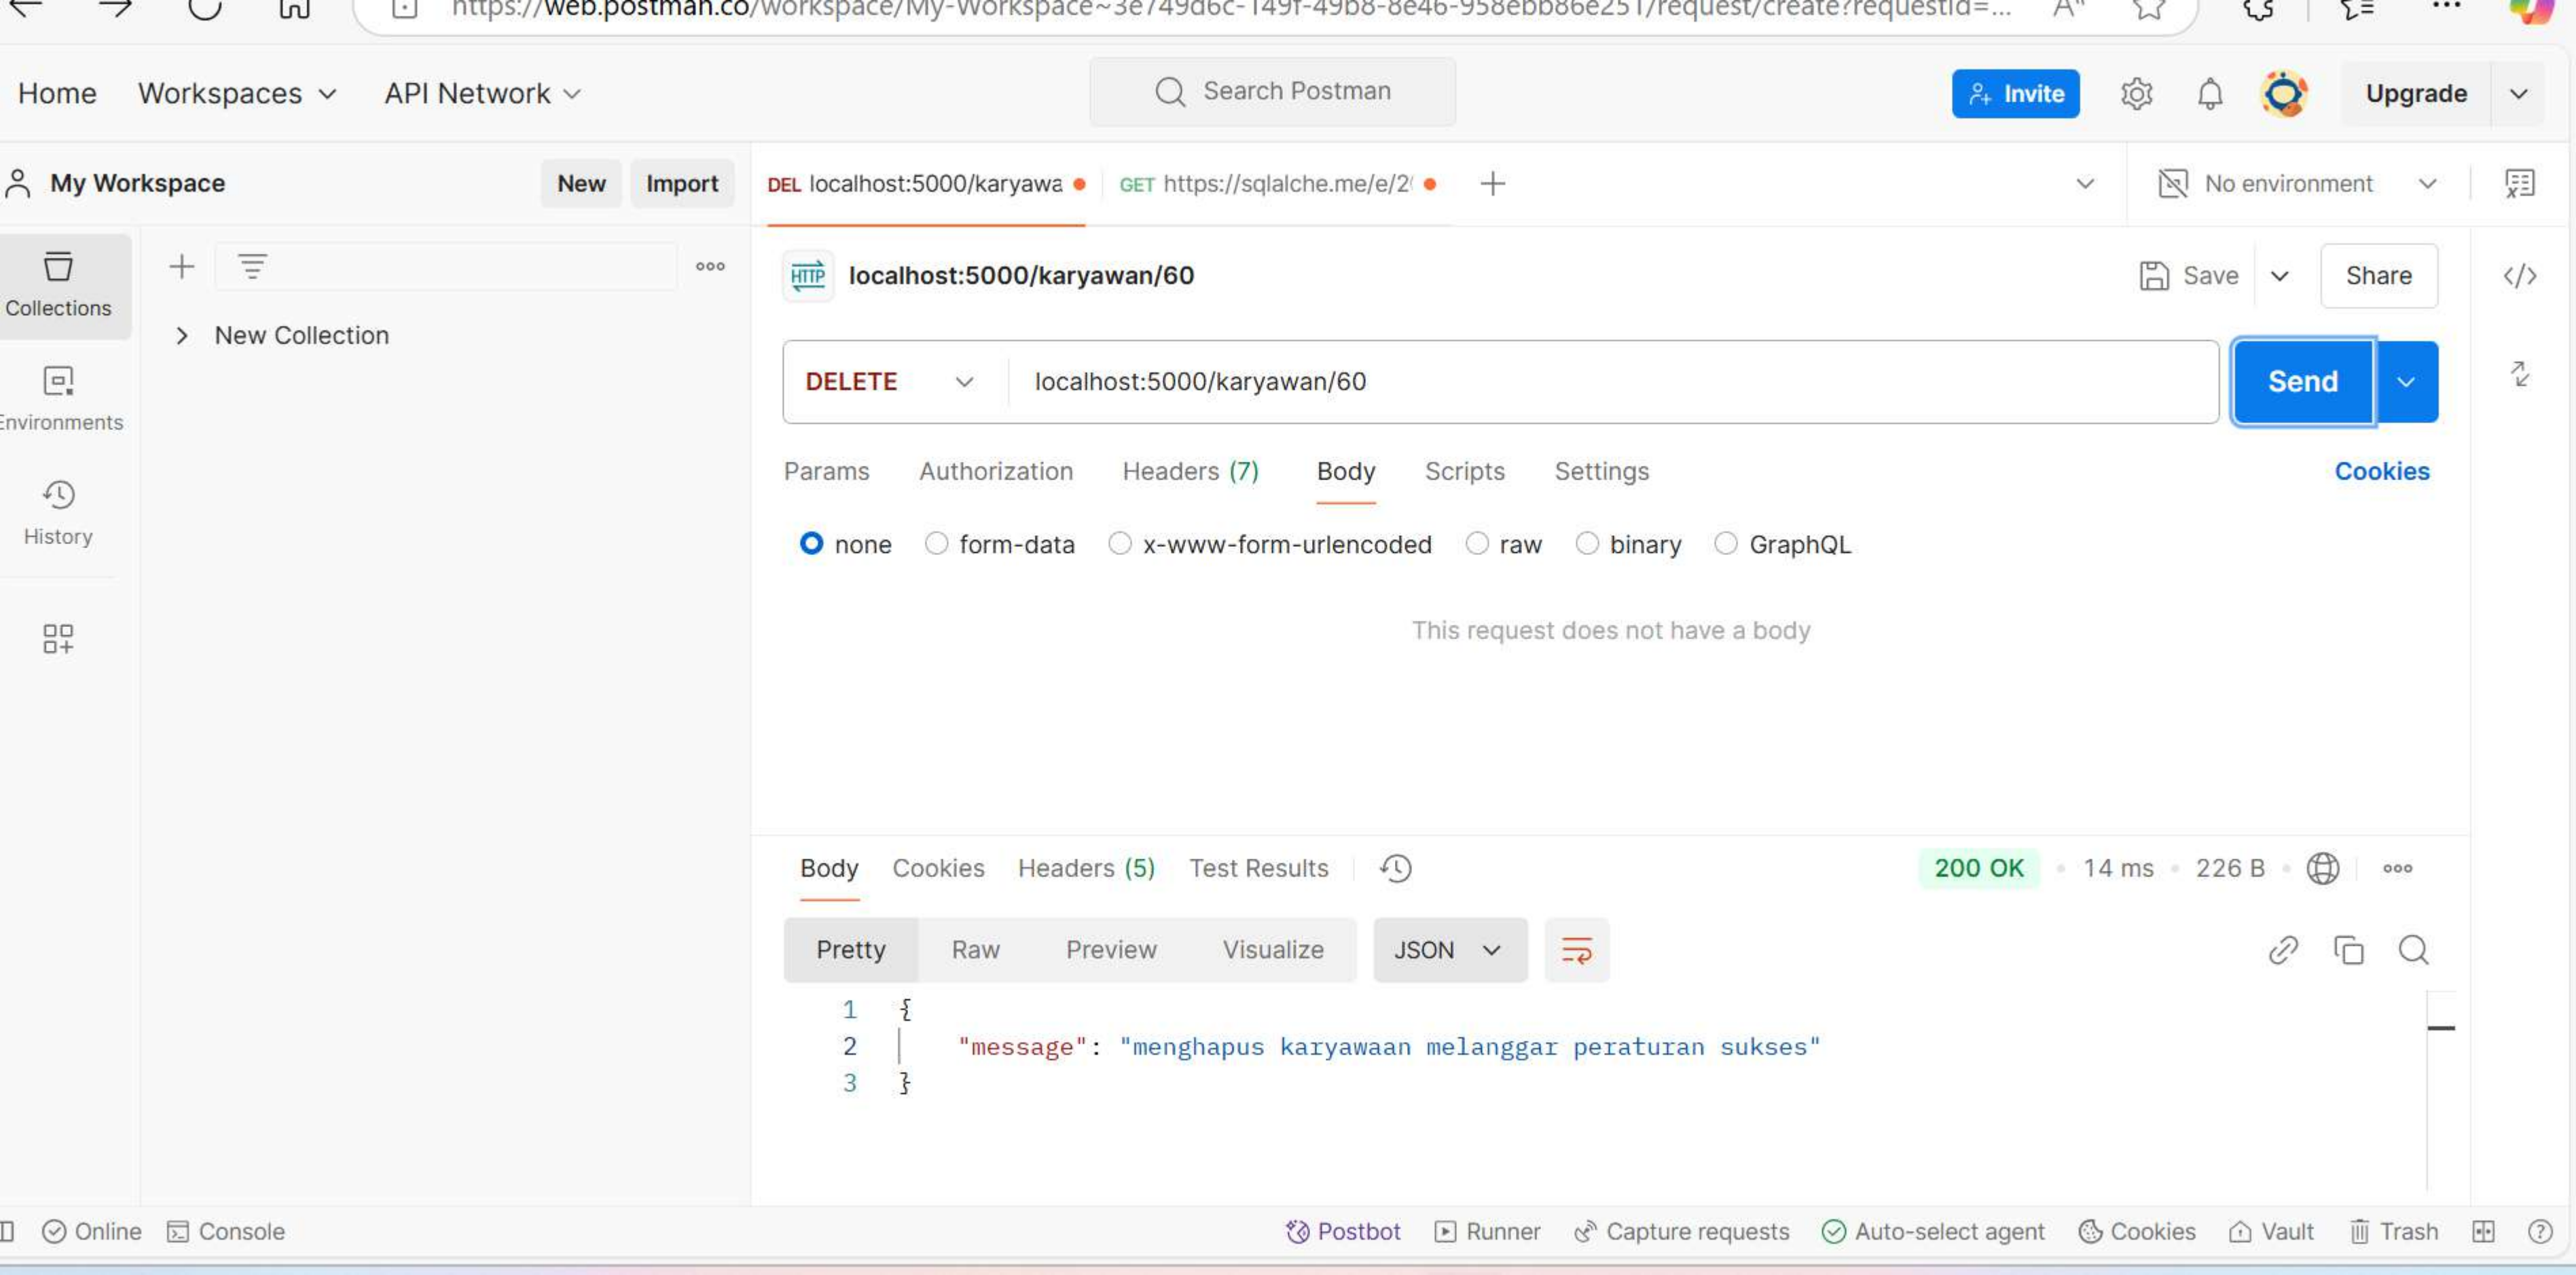 https://web.postman.co/workspace/My-Workspace~3e749d6c-149f-49b8-8e46-958ebb86e251/request/create?requestId=...
Home Workspaces API Network Search Postman Invite Upgrade
My Workspace New Import DEL localhost:5000/karyawa GET https://sqlalche.me/e/2 No environment
Collections
New Collection
Environments
History
HTTP localhost:5000/karyawan/60 Save Share
DELETE localhost:5000/karyawan/60 Send
Params Authorization Headers (7) Body Scripts Settings Cookies
none form-data x-www-form-urlencoded raw binary GraphQL
This request does not have a body
Body Cookies Headers (5) Test Results 200 OK 14 ms 226 B
Pretty Raw Preview Visualize JSON
1 {
2 "message": "menghapus karyawaan melanggar peraturan sukses"
3 }
Online Console Postbot Runner Capture requests Auto-select agent Cookies Vault Trash